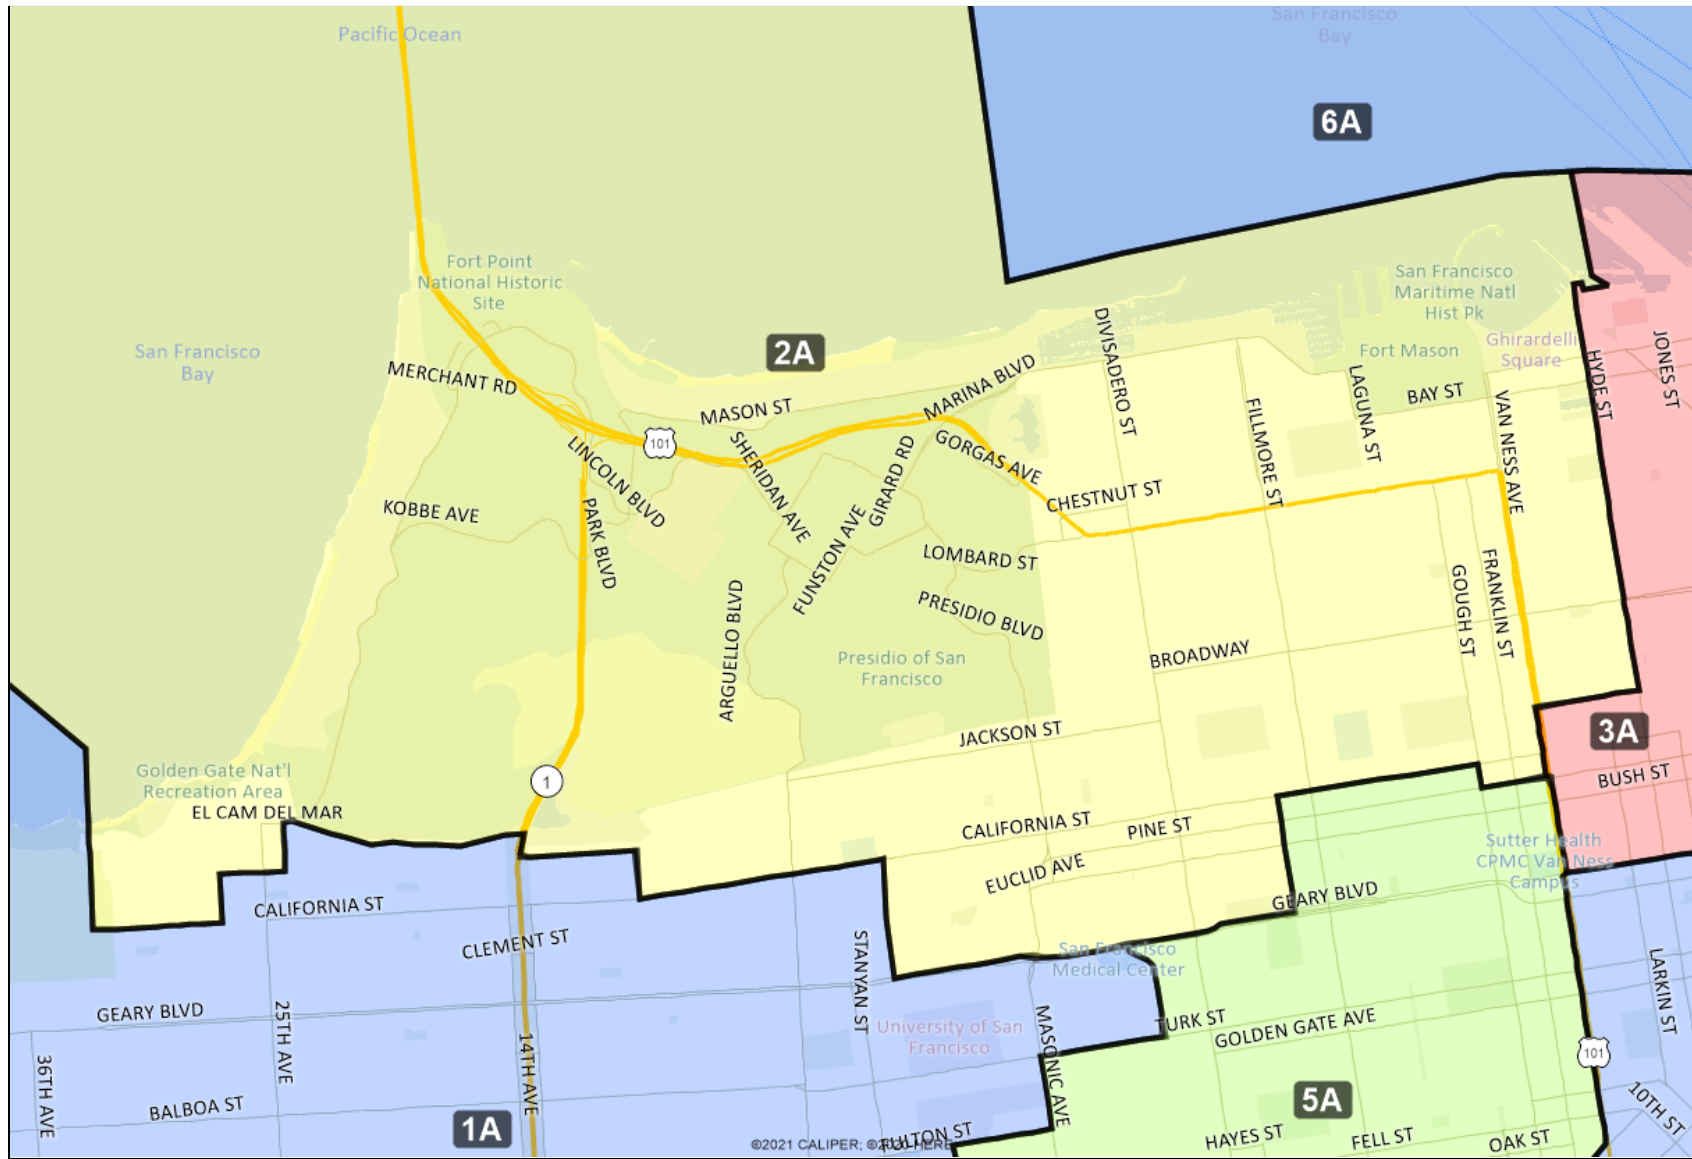 Pacific Ocean
San Francisco
Bay
6A
Fort Point
National Historic
Site
San Francisco
Maritime Natl
Hist Pk
San Francisco
Bay
2A
DIVISADERO ST
Ghirardelli
Square
Fort Mason
JONES ST
HYDE ST
MERCHANT RD
MARINA BLVD
MASON ST
LAGUNA ST
BAY ST
VAN NESS AVE
FILLMORE ST
101
LINCOLN BLVD
SHERIDAN AVE
GIRARD RD
GORGAS AVE
CHESTNUT ST
KOBBE AVE
PARK BLVD
FUNSTON AVE
LOMBARD ST
PRESIDIO BLVD
GOUGH ST
FRANKLIN ST
ARGUELLO BLVD
Presidio of San
Francisco
BROADWAY
JACKSON ST
3A
BUSH ST
Golden Gate Nat'l
Recreation Area
EL CAM DEL MAR
1
CALIFORNIA ST
PINE ST
EUCLID AVE
Sutter Health
CPMC Van Ness
Campus
GEARY BLVD
CALIFORNIA ST
CLEMENT ST
STANYAN ST
San Francisco
Medical Center
LARKIN ST
GEARY BLVD
25TH AVE
University of San
Francisco
MASONIC AVE
TURK ST
GOLDEN GATE AVE
101
36TH AVE
14TH AVE
BALBOA ST
1A
5A
10TH ST
©2021 CALIPER; ©2020 HERE
FULTON ST
HAYES ST
FELL ST
OAK ST